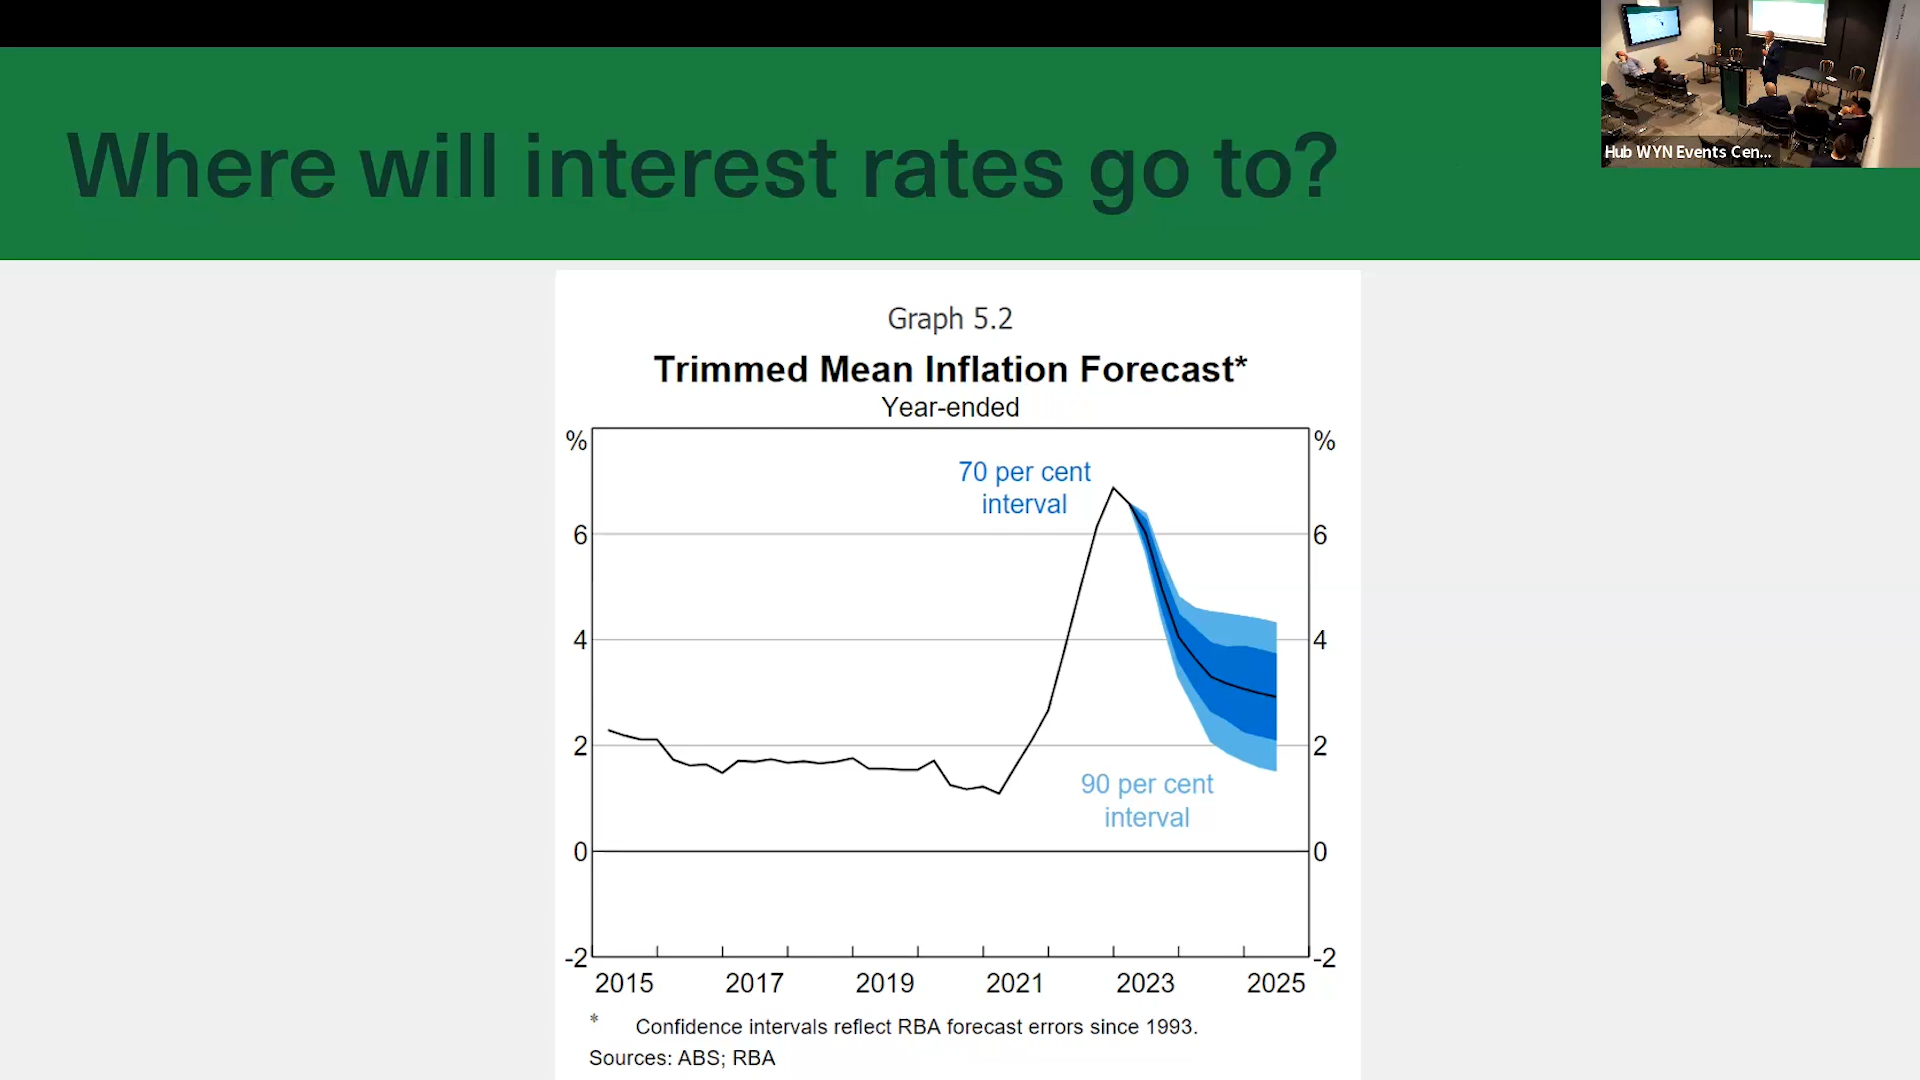 Where will interest rates go to?
Hub WYN Events Cen...
Graph 5.2
Trimmed Mean Inflation Forecast*
Year-ended
% %
70 per cent
interval
6 6
4 4
2 2
90 per cent
interval
0 0
-2 -2
2015 2017 2019 2021 2023 2025
* Confidence intervals reflect RBA forecast errors since 1993.
Sources: ABS; RBA